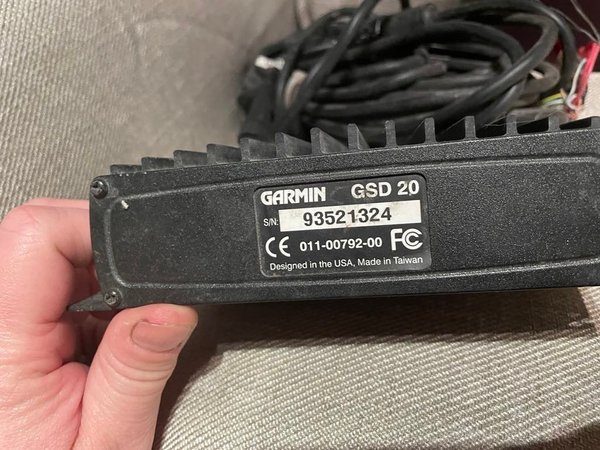 GARMIN GSD 20
S/N: 93521324
CE 011-00792-00 FC
Designed in the USA, Made in Taiwan